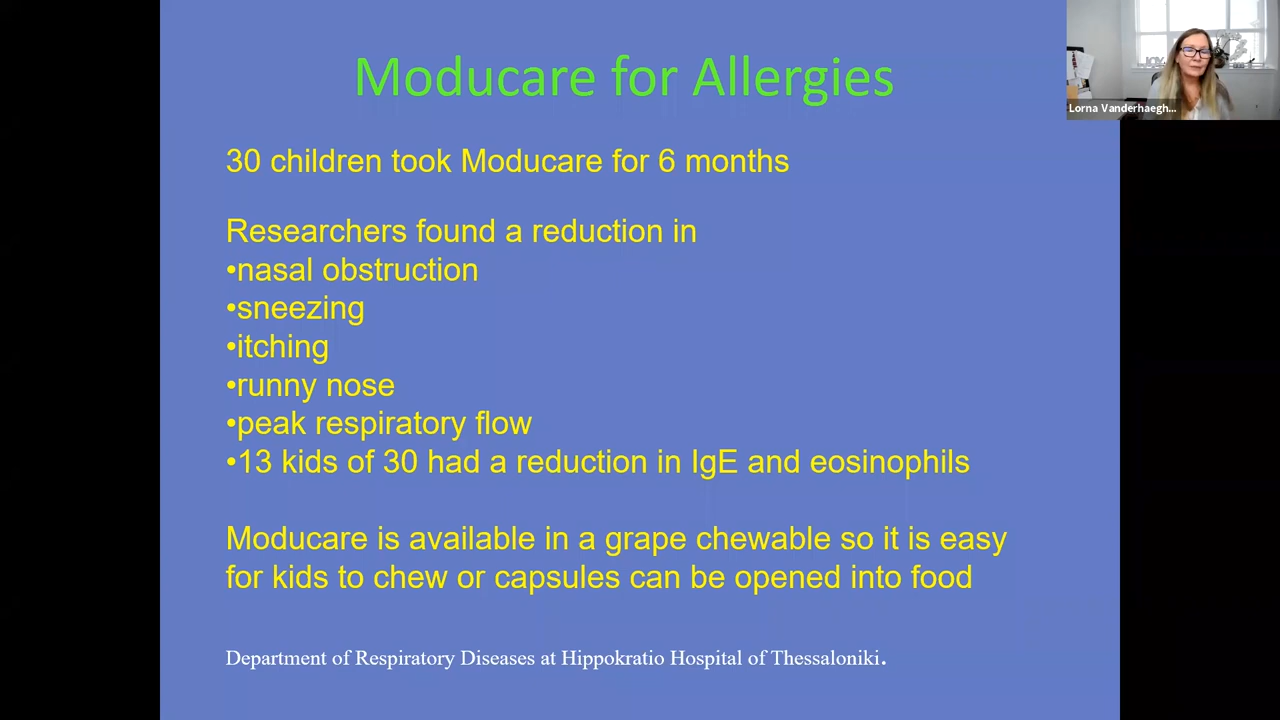 Moducare for Allergies
Lorna Vanderhaegh...
30 children took Moducare for 6 months
Researchers found a reduction in
•nasal obstruction
•sneezing
•itching
•runny nose
•peak respiratory flow
•13 kids of 30 had a reduction in IgE and eosinophils
Moducare is available in a grape chewable so it is easy
for kids to chew or capsules can be opened into food
Department of Respiratory Diseases at Hippokratio Hospital of Thessaloniki.